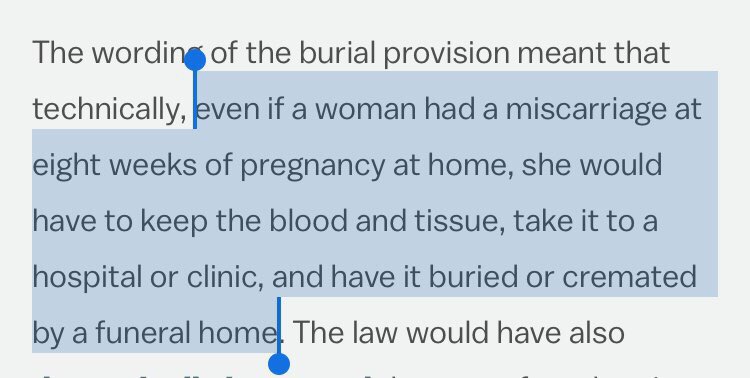 The wording of the burial provision meant that
technically, even if a woman had a miscarriage at
eight weeks of pregnancy at home, she would
have to keep the blood and tissue, take it to a
hospital or clinic, and have it buried or cremated
by a funeral home. The law would have also